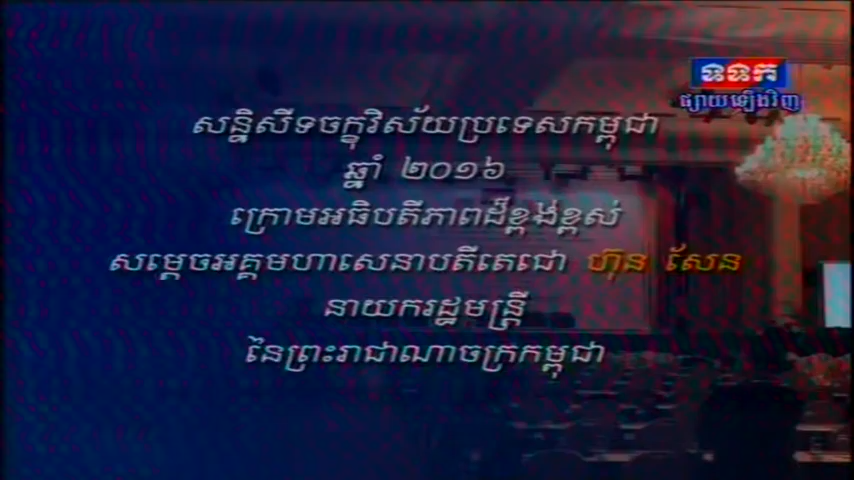 ទទក
ផ្សាយឡើងវិញ
សន្និសីទចក្ខុវិស័យប្រទេសកម្ពុជា
ឆ្នាំ ២០១៦
ក្រោមអធិបតីភាពដ៏ខ្ពង់ខ្ពស់
សម្តេចអគ្គមហាសេនាបតីតេជោ ហ៊ុន សែន
នាយករដ្ឋមន្ត្រី
នៃព្រះរាជាណាចក្រកម្ពុជា